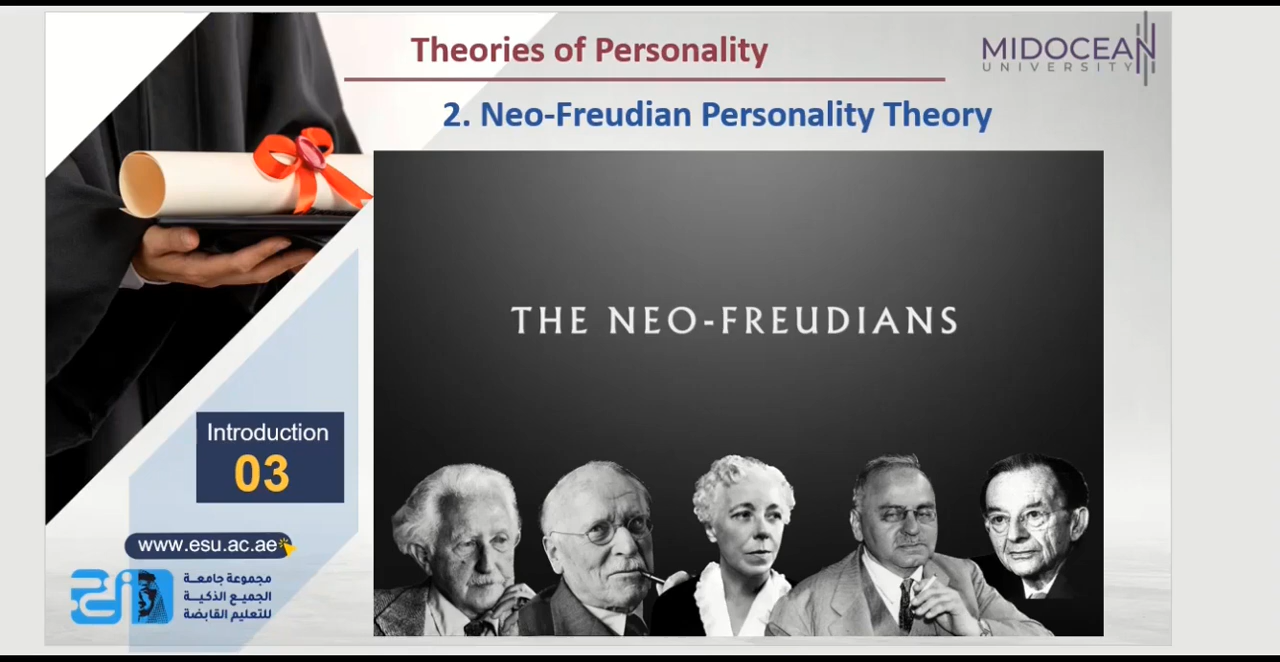 Theories of Personality
MIDOCEAN
UNIVERSITY
2. Neo-Freudian Personality Theory
THE NEO-FREUDIANS
Introduction
03
www.esu.ac.ae
مجموعة جامعة
الجميع الذكية
للتعليم القابضة